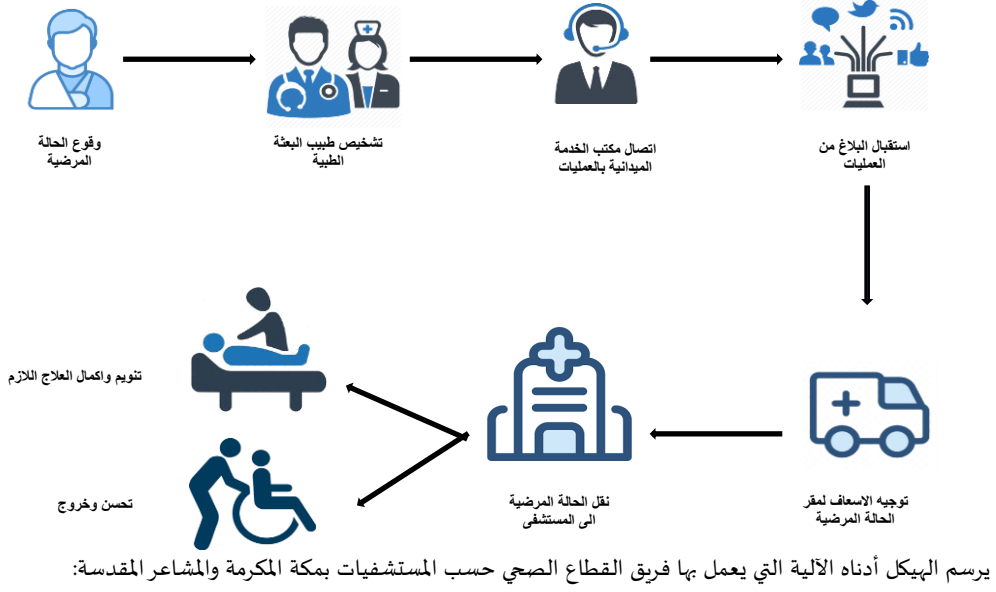 وقوع الحالة
المرضية
تشخيص طبيب البعثة
الطبية
اتصال مكتب الخدمة
الميدانية بالعمليات
استقبال البلاغ من
العمليات
توجيه الاسعاف لمقر
الحالة المرضية
نقل الحالة المرضية
الى المستشفى
تنويم واكمال العلاج اللازم
تحسن وخروج
يرسم الهيكل أدناه الآلية التي يعمل بها فريق القطاع الصحي حسب المستشفيات بمكة المكرمة والمشاعر المقدسة: